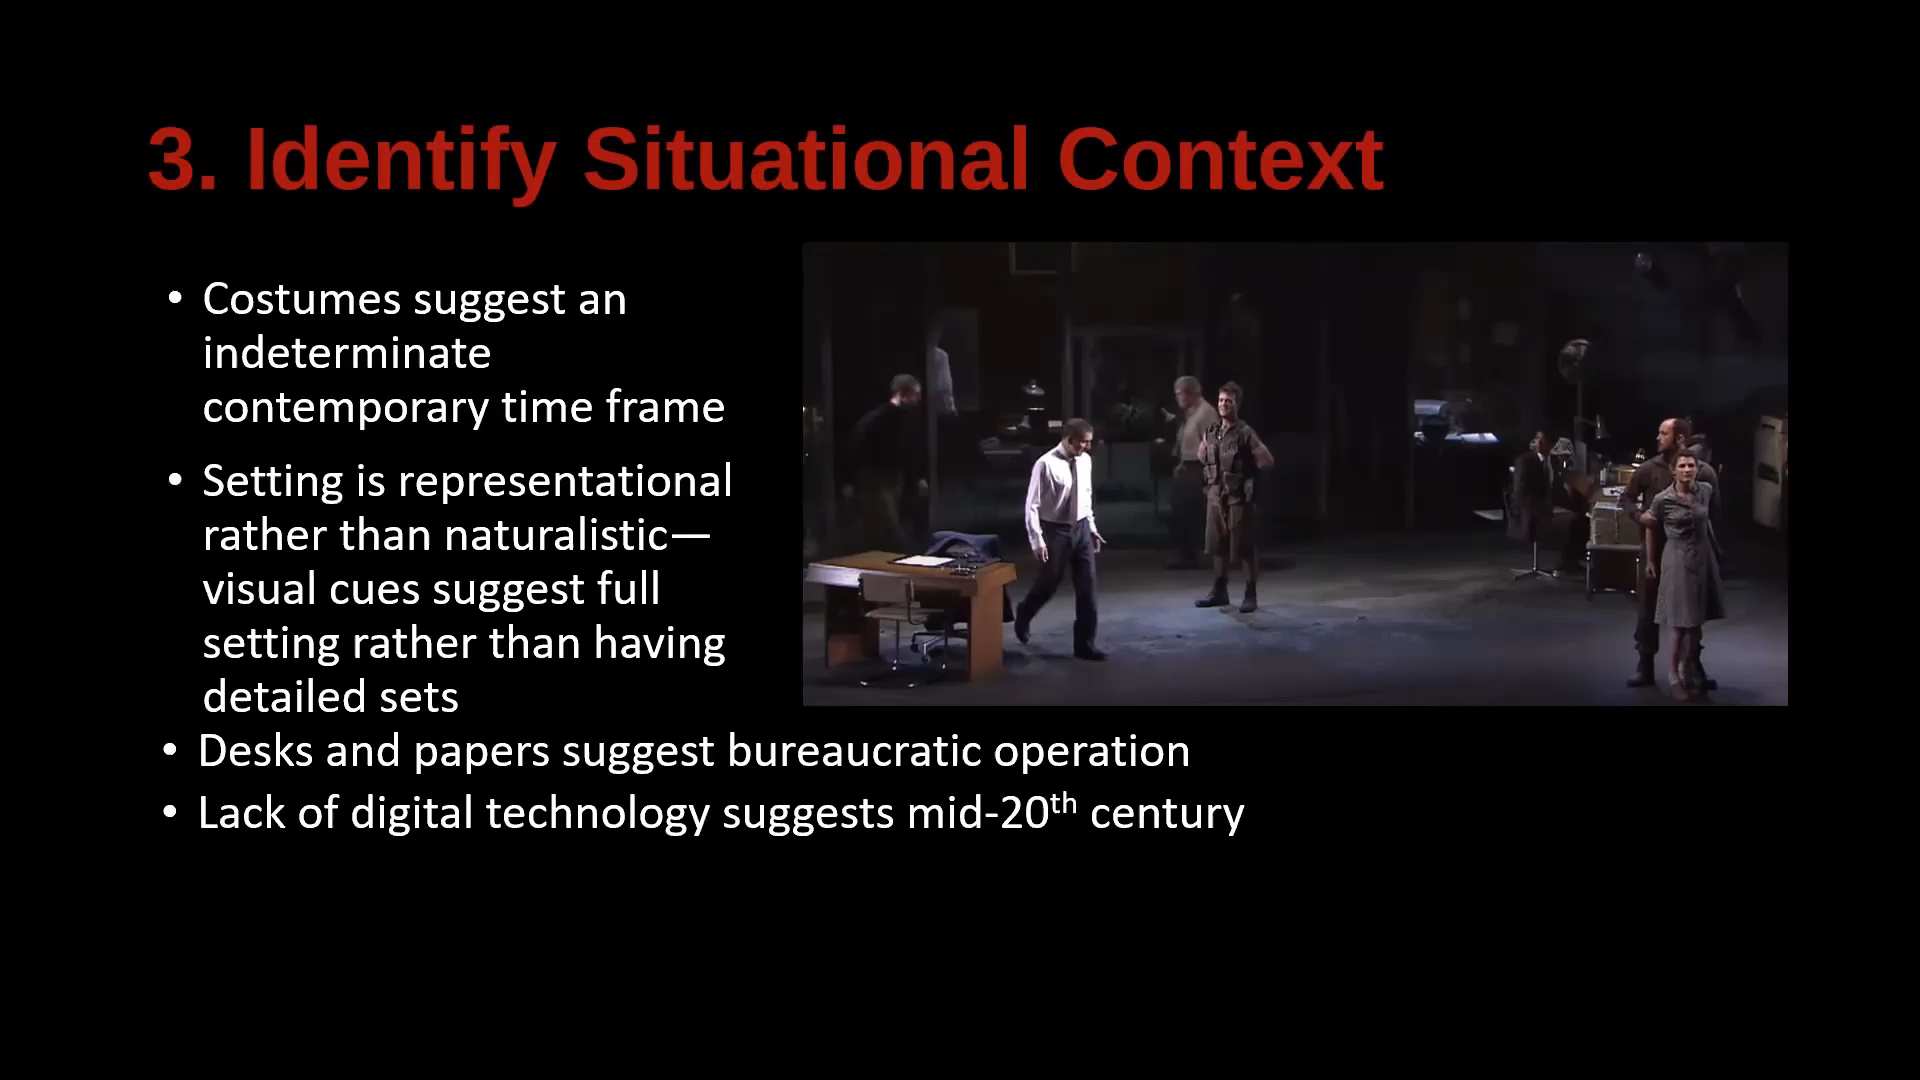 3. Identify Situational Context
• Costumes suggest an
indeterminate
contemporary time frame
• Setting is representational
rather than naturalistic—
visual cues suggest full
setting rather than having
detailed sets
• Desks and papers suggest bureaucratic operation
• Lack of digital technology suggests mid-20th century